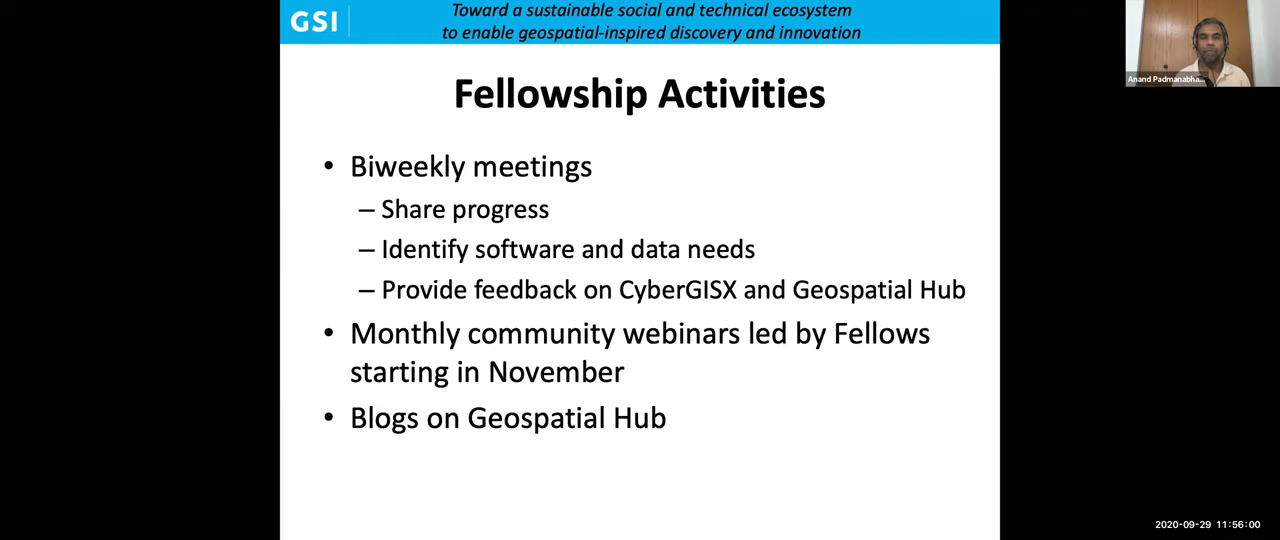 GSI
Toward a sustainable social and technical ecosystem
to enable geospatial-inspired discovery and innovation
Anand Padmanabha...
Fellowship Activities
• Biweekly meetings
– Share progress
– Identify software and data needs
– Provide feedback on CyberGISX and Geospatial Hub
• Monthly community webinars led by Fellows
starting in November
• Blogs on Geospatial Hub
2020-09-29 11:56:00